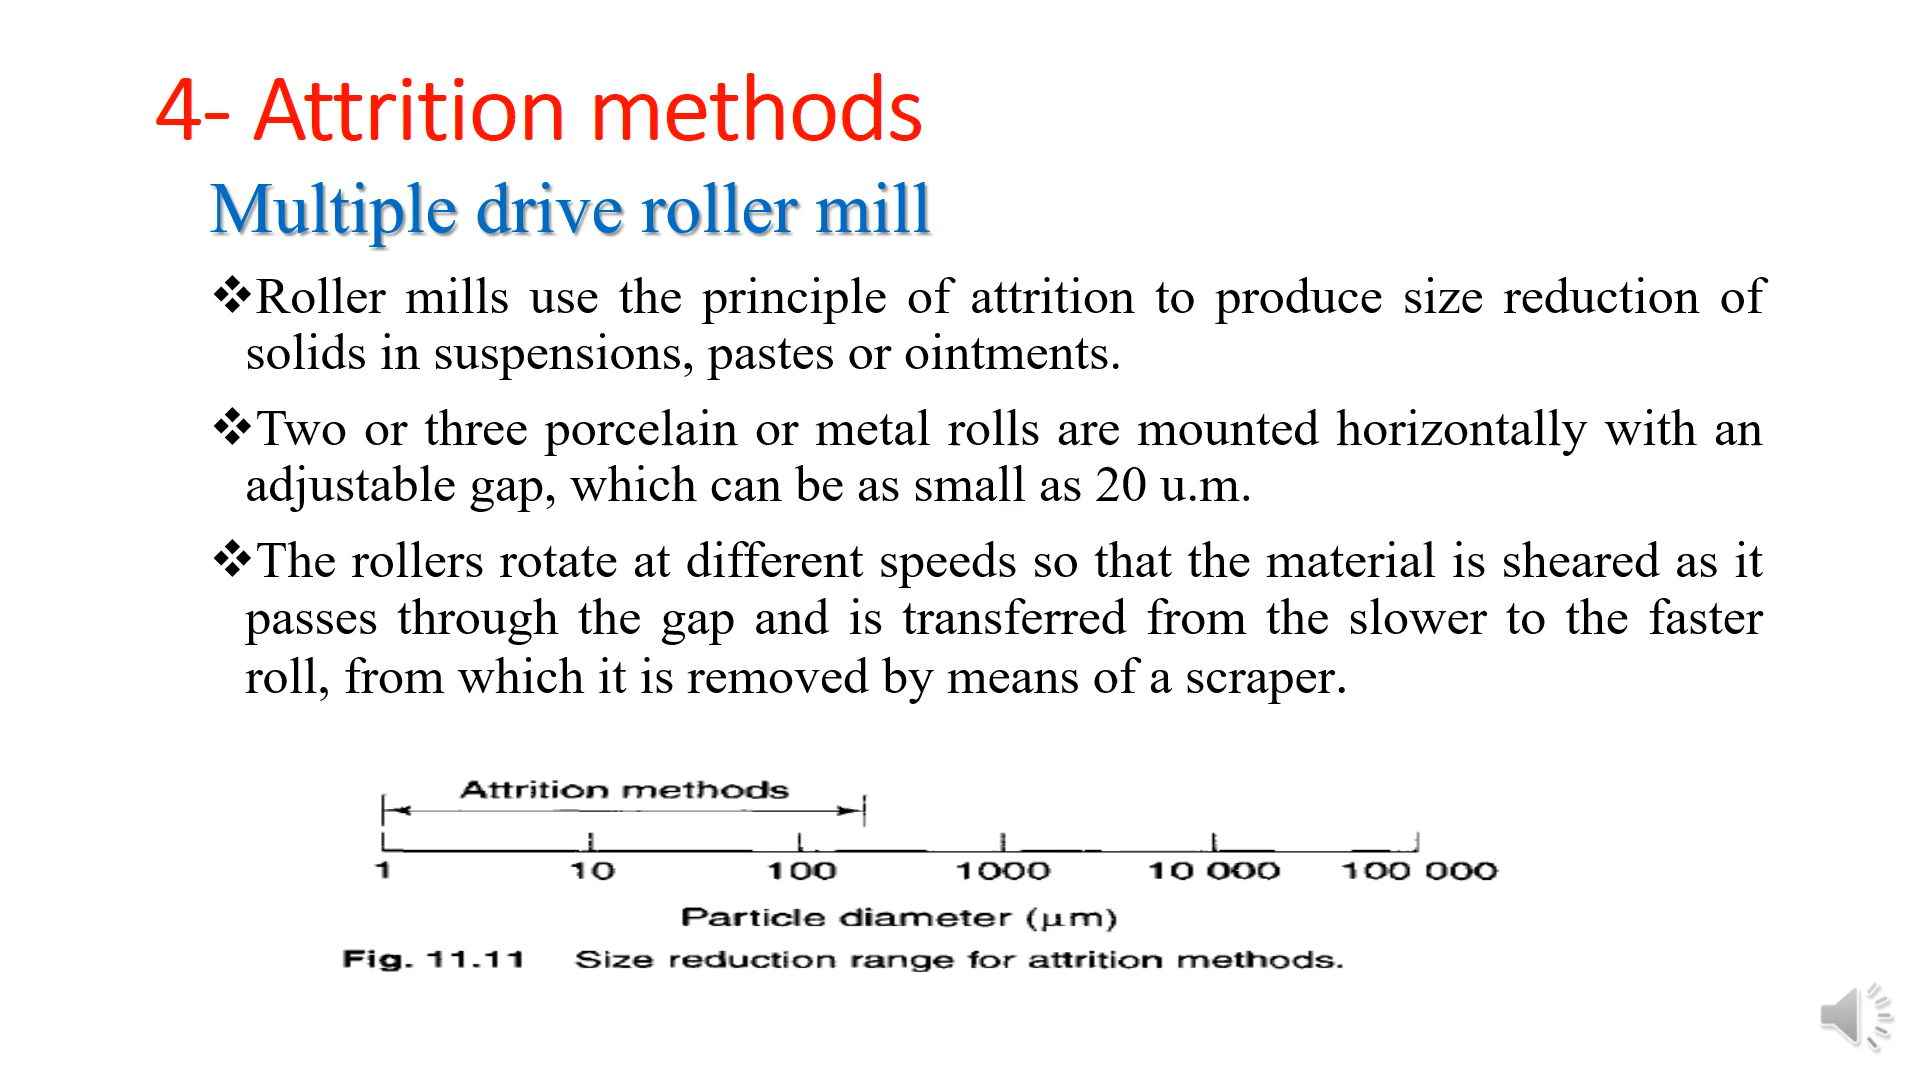 4- Attrition methods
Multiple drive roller mill
❖Roller mills use the principle of attrition to produce size reduction of
solids in suspensions, pastes or ointments.
❖Two or three porcelain or metal rolls are mounted horizontally with an
adjustable gap, which can be as small as 20 u.m.
❖The rollers rotate at different speeds so that the material is sheared as it
passes through the gap and is transferred from the slower to the faster
roll, from which it is removed by means of a scraper.
Attrition methods
1 10 100 1000 10 000 100 000
Particle diameter (μm)
Fig. 11.11 Size reduction range for attrition methods.